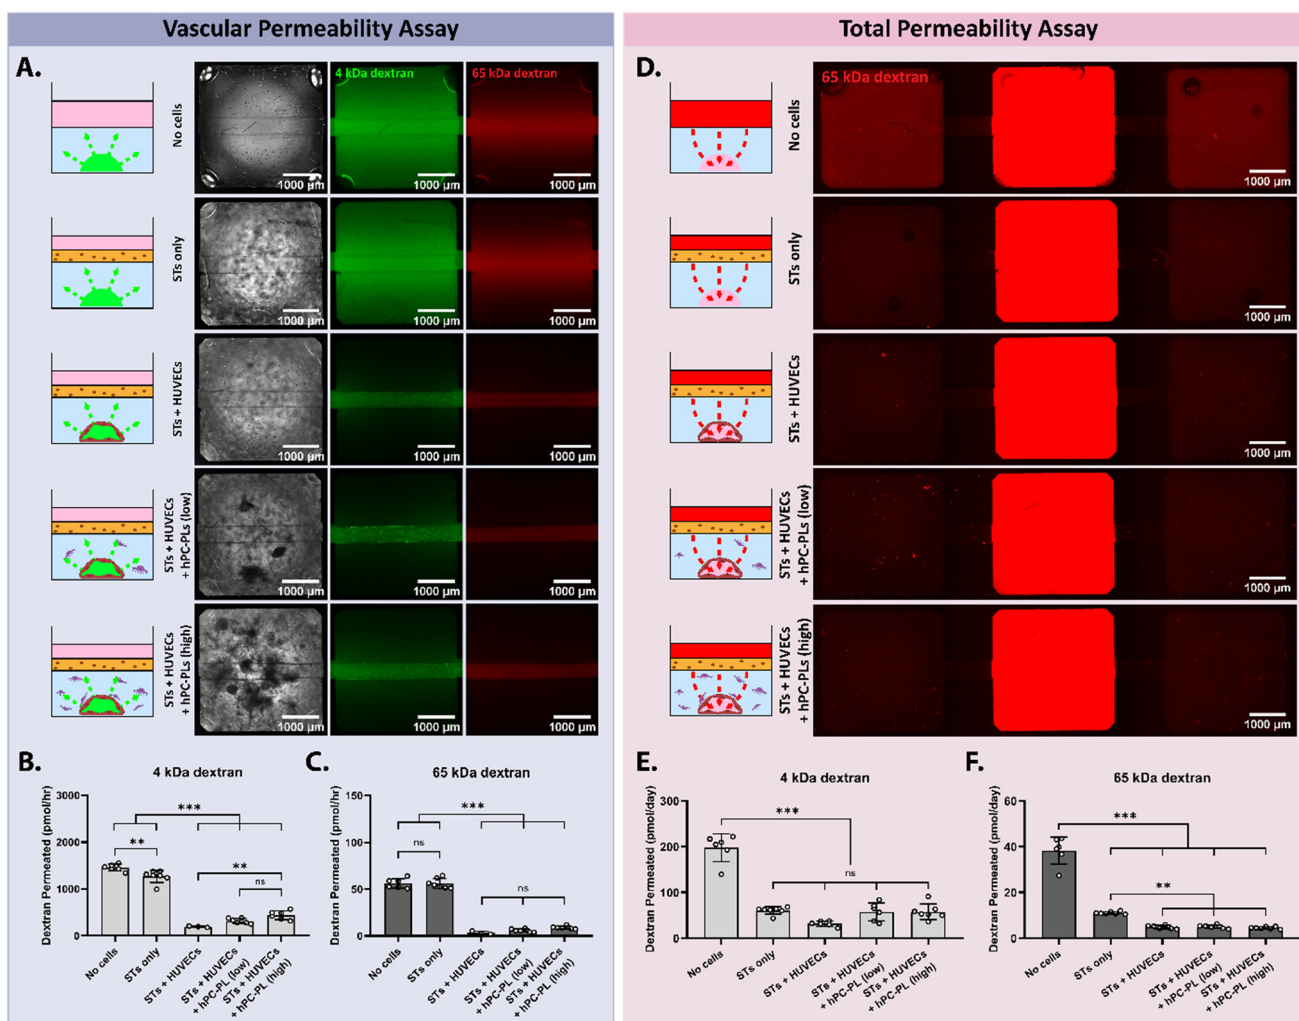 Vascular Permeability Assay
Total Permeability Assay
A.
4 kDa dextran
65 kDa dextran
No cells
1000 µm
1000 µm
1000 µm
STs only
1000 µm
1000 µm
1000 µm
STs + HUVECs
1000 µm
1000 µm
1000 µm
STs + HUVECs
+ hPC-PLs (low)
1000 µm
1000 µm
1000 µm
STs + HUVECs
+ hPC-PLs (high)
1000 µm
1000 µm
1000 µm
D.
65 kDa dextran
No cells
1000 µm
STs only
1000 µm
STs + HUVECs
1000 µm
STs + HUVECs
+ hPC-PLs (low)
1000 µm
STs + HUVECs
+ hPC-PLs (high)
1000 µm
B.
4 kDa dextran
Dextran Permeated (pmol/hr)
3000
2000
1000
0
***
**
**
ns
No cells
STs only
STs + HUVECs
STs + HUVECs
+ hPC-PL (low)
STs + HUVECs
+ hPC-PL (high)
C.
65 kDa dextran
Dextran Permeated (pmol/hr)
150
100
50
0
***
ns
ns
No cells
STs only
STs + HUVECs
STs + HUVECs
+ hPC-PL (low)
STs + HUVECs
+ hPC-PL (high)
E.
4 kDa dextran
Dextran Permeated (pmol/day)
300
200
100
0
***
ns
No cells
STs only
STs + HUVECs
STs + HUVECs
+ hPC-PL (low)
STs + HUVECs
+ hPC-PL (high)
F.
65 kDa dextran
Dextran Permeated (pmol/day)
60
40
20
0
***
**
No cells
STs only
STs + HUVECs
STs + HUVECs
+ hPC-PL (low)
STs + HUVECs
+ hPC-PL (high)